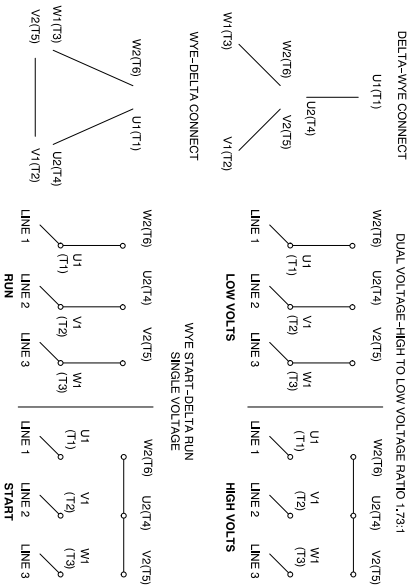 DELTA-WYE CONNECT
U1(T1)
U2(T4)
W2(T6)
V2(T5)
W1(T3)
V1(T2)
DUAL VOLTAGE-HIGH TO LOW VOLTAGE RATIO 1.73:1
W2(T6) U2(T4) V2(T5)
U1 V1 W1
(T1) (T2) (T3)
LINE 1 LINE 2 LINE 3
LOW VOLTS
W2(T6) U2(T4) V2(T5)
U1 V1 W1
(T1) (T2) (T3)
LINE 1 LINE 2 LINE 3
HIGH VOLTS
WYE-DELTA CONNECT
W2(T6) U1(T1)
W1(T3) U2(T4)
V2(T5) V1(T2)
WYE START-DELTA RUN
SINGLE VOLTAGE
W2(T6) U2(T4) V2(T5)
U1 V1 W1
(T1) (T2) (T3)
LINE 1 LINE 2 LINE 3
RUN
W2(T6) U2(T4) V2(T5)
U1 V1 W1
(T1) (T2) (T3)
LINE 1 LINE 2 LINE 3
START